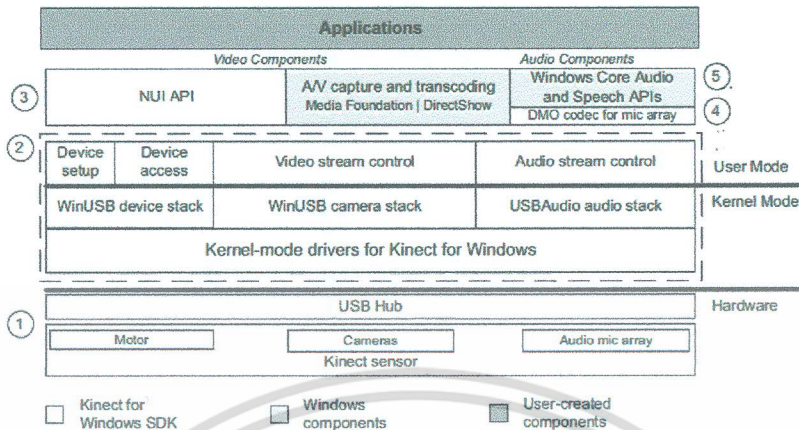 Applications
Video Components
Audio Components
3
NUI API
A/V capture and transcoding
Media Foundation | DirectShow
Windows Core Audio
and Speech APIs
5
DMO codec for mic array
4
2
Device
setup
Device
access
Video stream control
Audio stream control
User Mode
WinUSB device stack
WinUSB camera stack
USBAudio audio stack
Kernel Mode
Kernel-mode drivers for Kinect for Windows
USB Hub
Hardware
1
Motor
Cameras
Audio mic array
Kinect sensor
Kinect for
Windows SDK
Windows
components
User-created
components